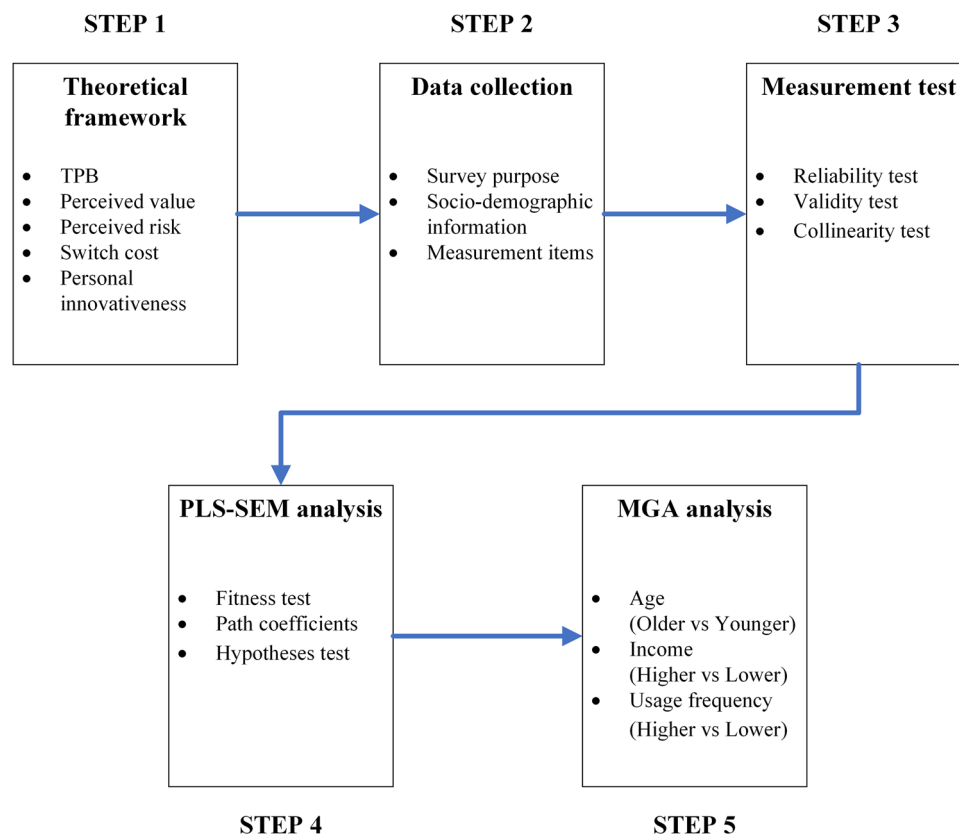 STEP 1
STEP 2
STEP 3
Theoretical
framework
• TPB
• Perceived value
• Perceived risk
• Switch cost
• Personal
innovativeness
Data collection
• Survey purpose
• Socio-demographic
information
• Measurement items
Measurement test
• Reliability test
• Validity test
• Collinearity test
PLS-SEM analysis
• Fitness test
• Path coefficients
• Hypotheses test
MGA analysis
• Age
(Older vs Younger)
• Income
(Higher vs Lower)
• Usage frequency
(Higher vs Lower)
STEP 4
STEP 5